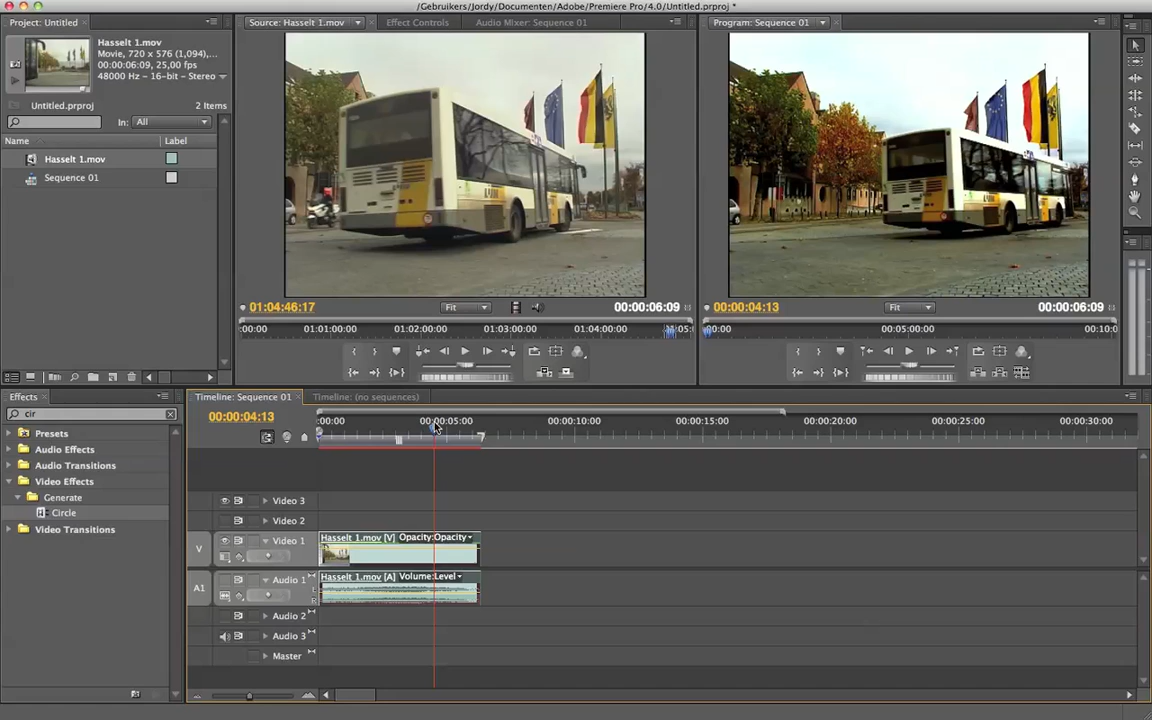 /Gebruikers/Jordy/Documenten/Adobe/Premiere Pro/4.0/Untitled.prproj *
Project: Untitled
Source: Hasselt 1.mov
Effect Controls
Audio Mixer: Sequence 01
Program: Sequence 01
Hasselt 1.mov
Movie, 720 x 576 (1,094),...
00:00:06:09, 25,00 fps
48000 Hz - 16-bit - Stereo
Untitled.prproj
2 Items
In: All
Name
Label
Hasselt 1.mov
Sequence 01
01:04:46:17
Fit
00:00:06:09
00:00:04:13
Fit
00:00:06:09
:00:00
01:01:00:00
01:02:00:00
01:03:00:00
01:04:00:00
00:00
00:05:00:00
00:10:0
Effects
cir
Presets
Audio Effects
Audio Transitions
Video Effects
Generate
Circle
Video Transitions
Timeline: Sequence 01
Timeline: (no sequences)
00:00:04:13
:00:00
00:00:05:00
00:00:10:00
00:00:15:00
00:00:20:00
00:00:25:00
00:00:30:00
Video 3
Video 2
V
Video 1
Hasselt 1.mov [V] Opacity:Opacity
A1
Audio 1
Hasselt 1.mov [A] Volume:Level
Audio 2
Audio 3
Master